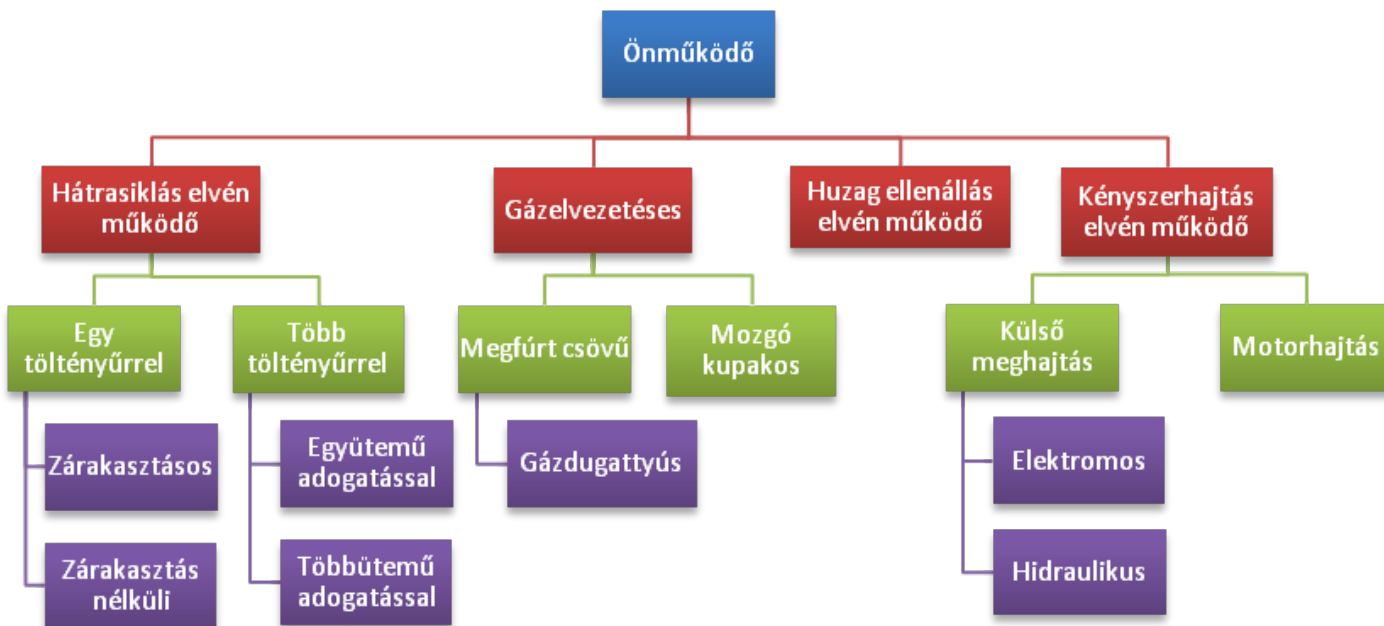 Önműködő
Hátrasiklás elvén
működő
Gázelvezetéses
Huzag ellenállás
elvén működő
Kényszerhajtás
elvén működő
Egy
töltényűrrel
Több
töltényűrrel
Megfúrt csövű
Mozgó
kupakos
Külső
meghajtás
Motorhajtás
Zárakasztásos
Együtemű
adogatással
Gázdugattyús
Elektromos
Zárakasztás
nélküli
Többütemű
adogatással
Hidraulikus